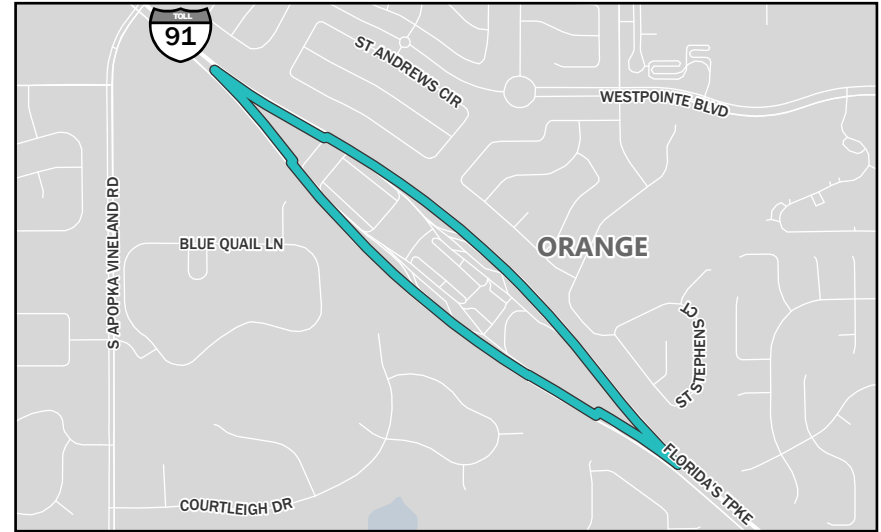 TOLL
91
ST ANDREWS CIR
WESTPOINTE BLVD
S APOPKA VINELAND RD
BLUE QUAIL LN
ORANGE
ST STEPHENS CT
FLORIDA'S TPKE
COURTLEIGH DR